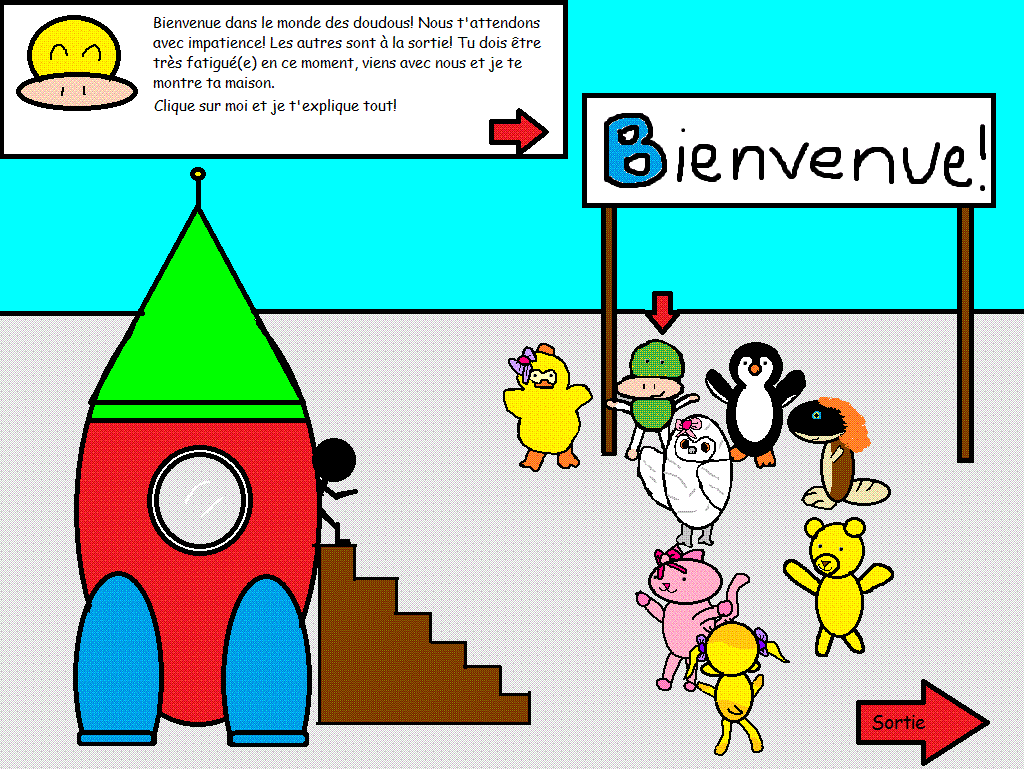 Bienvenue dans le monde des doudous! Nous t'attendons
avec impatience! Les autres sont à la sortie! Tu dois être
très fatigué(e) en ce moment, viens avec nous et je te
montre ta maison.
Clique sur moi et je t'explique tout!
Bienvenue!
Sortie